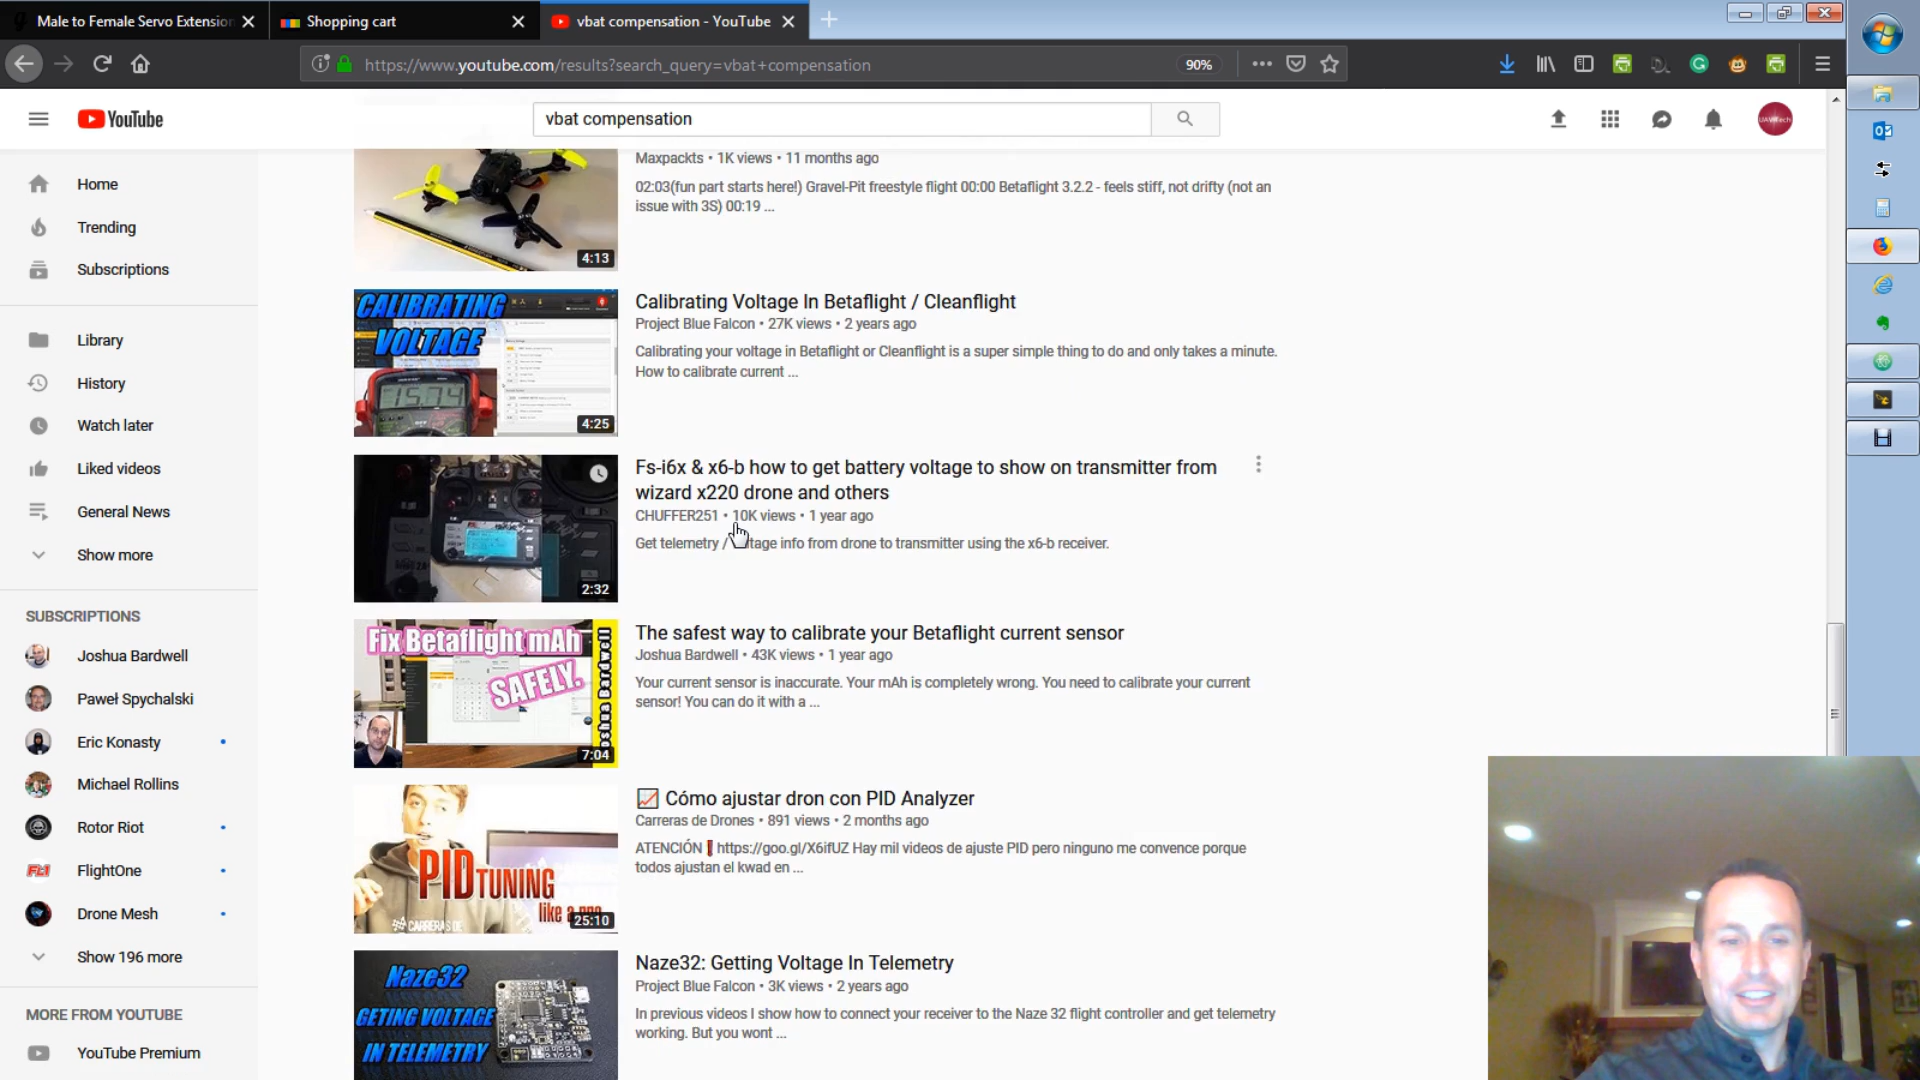 Male to Female Servo Extension
Shopping cart
vbat compensation - YouTube
https://www.youtube.com/results?search_query=vbat+compensation
90%
YouTube
vbat compensation
Home
Trending
Subscriptions
Library
History
Watch later
Liked videos
General News
Show more
SUBSCRIPTIONS
Joshua Bardwell
Paweł Spychalski
Eric Konasty
Michael Rollins
Rotor Riot
FlightOne
Drone Mesh
Show 196 more
MORE FROM YOUTUBE
YouTube Premium
4:13
Maxpackts • 1K views • 11 months ago
02:03(fun part starts here!) Gravel-Pit freestyle flight 00:00 Betaflight 3.2.2 - feels stiff, not drifty (not an
issue with 3S) 00:19 ...
CALIBRATING
VOLTAGE
1574
4:25
Calibrating Voltage In Betaflight / Cleanflight
Project Blue Falcon • 27K views • 2 years ago
Calibrating your voltage in Betaflight or Cleanflight is a super simple thing to do and only takes a minute.
How to calibrate current ...
2:32
Fs-i6x & x6-b how to get battery voltage to show on transmitter from
wizard x220 drone and others
CHUFFER251 • 10K views • 1 year ago
Get telemetry / tage info from drone to transmitter using the x6-b receiver.
Fix Betaflight mAh
SAFELY.
Joshua Bardwell
7:04
The safest way to calibrate your Betaflight current sensor
Joshua Bardwell • 43K views • 1 year ago
Your current sensor is inaccurate. Your mAh is completely wrong. You need to calibrate your current
sensor! You can do it with a ...
PID TUNING
like a
CARRERAS DE
25:10
Cómo ajustar dron con PID Analyzer
Carreras de Drones • 891 views • 2 months ago
ATENCIÓN❗https://goo.gl/X6ifUZ Hay mil videos de ajuste PID pero ninguno me convence porque
todos ajustan el kwad en ...
Naze32
GETING VOLTAGE
IN TELEMETRY
Naze32: Getting Voltage In Telemetry
Project Blue Falcon • 3K views • 2 years ago
In previous videos I show how to connect your receiver to the Naze 32 flight controller and get telemetry
working. But you wont ...